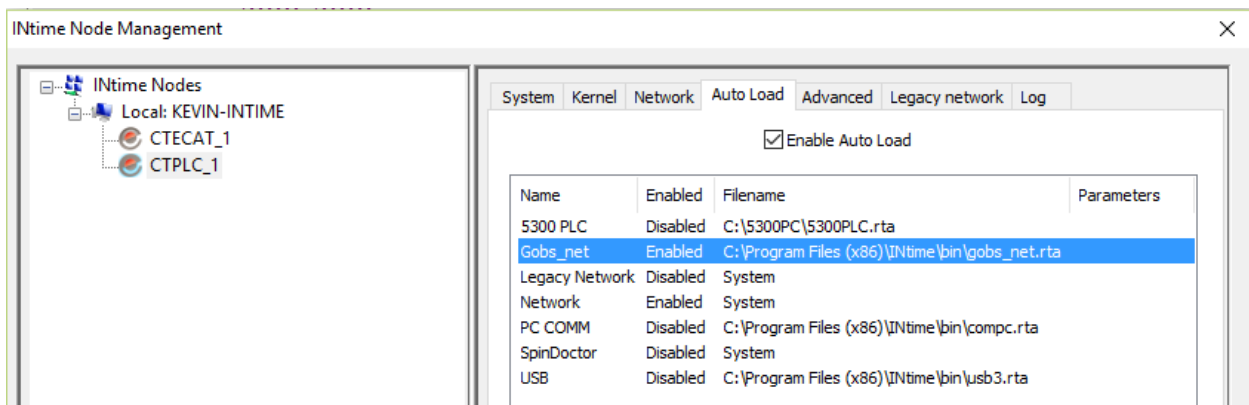 INtime Node Management
INtime Nodes
Local: KEVIN-INTIME
CTECAT_1
CTPLC_1
System Kernel Network Auto Load Advanced Legacy network Log
Enable Auto Load
Name Enabled Filename Parameters
5300 PLC Disabled C:\5300PC\5300PLC.rta
Gobs_net Enabled C:\Program Files (x86)\INtime\bin\gobs_net.rta
Legacy Network Disabled System
Network Enabled System
PC COMM Disabled C:\Program Files (x86)\INtime\bin\compc.rta
SpinDoctor Disabled System
USB Disabled C:\Program Files (x86)\INtime\bin\usb3.rta